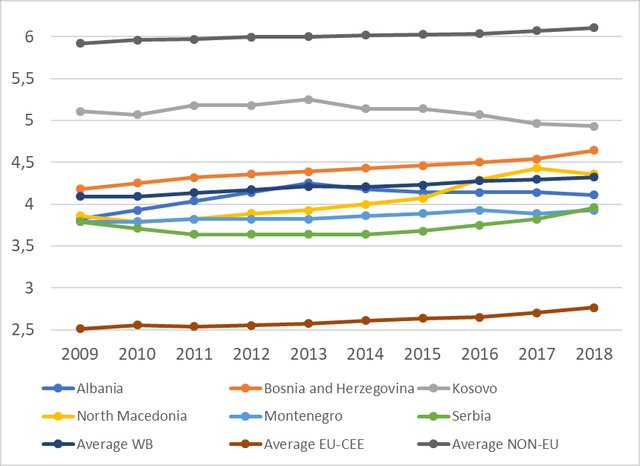 6
5,5
5
4,5
4
3,5
3
2,5
2009 2010 2011 2012 2013 2014 2015 2016 2017 2018
Albania Bosnia and Herzegovina Kosovo
North Macedonia Montenegro Serbia
Average WB Average EU-CEE Average NON-EU